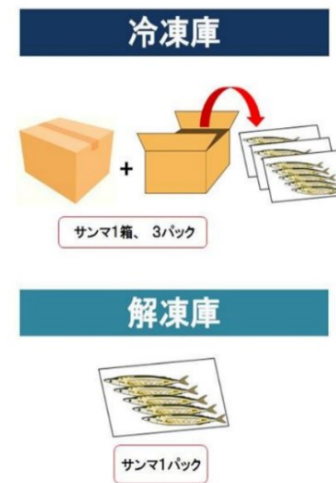 冷凍庫
+
サンマ1箱、 3パック
解凍庫
サンマ1パック